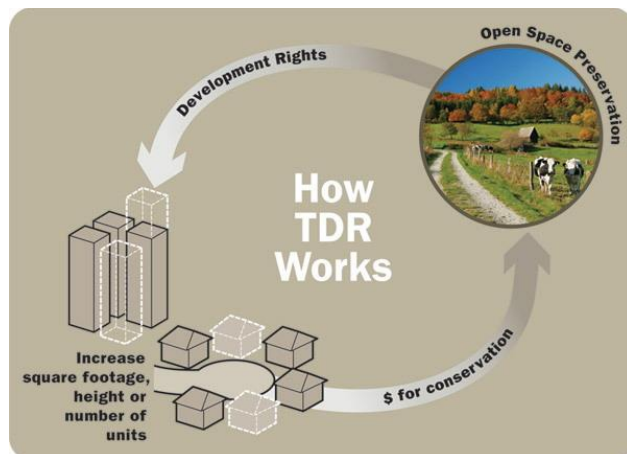 Open Space Preservation
Development Rights
How
TDR
Works
Increase
square footage,
height or
number of
units
$ for conservation